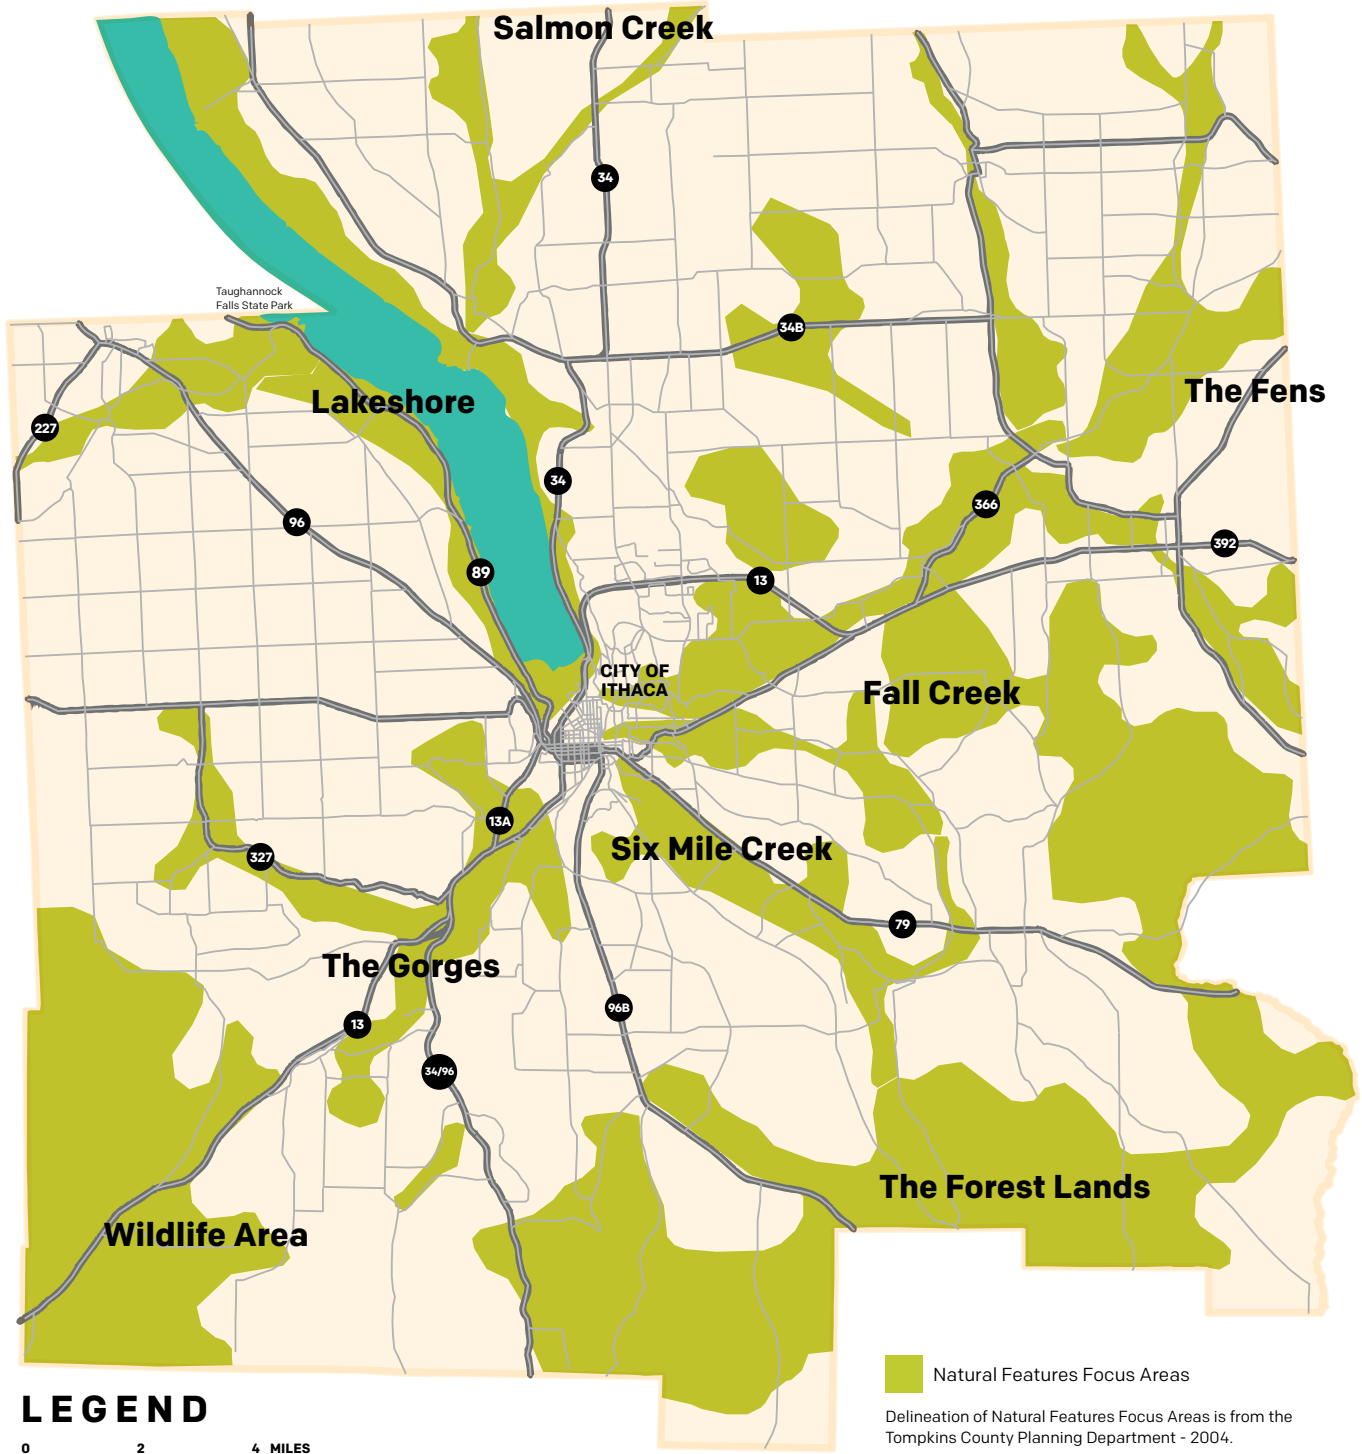 Salmon Creek
34
Taughannock
Falls State Park
34B
The Fens
Lakeshore
227
34
366
96
392
89
13
CITY OF
ITHACA
Fall Creek
13A
Six Mile Creek
327
79
The Gorges
96B
13
34/96
The Forest Lands
Wildlife Area
Natural Features Focus Areas
LEGEND
Delineation of Natural Features Focus Areas is from the
Tompkins County Planning Department - 2004.
0 2 4 MILES